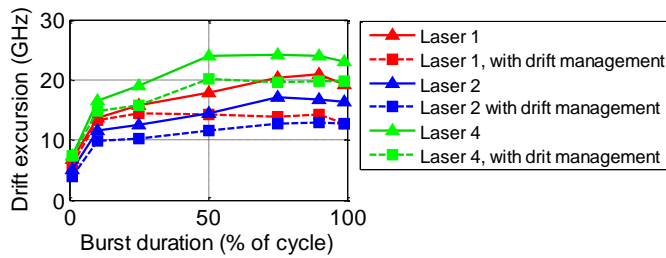 Drift excursion (GHz)
30
20
10
0
0
50
100
Burst duration (% of cycle)
Laser 1
Laser 1, with drift management
Laser 2
Laser 2 with drift management
Laser 4
Laser 4, with drit management